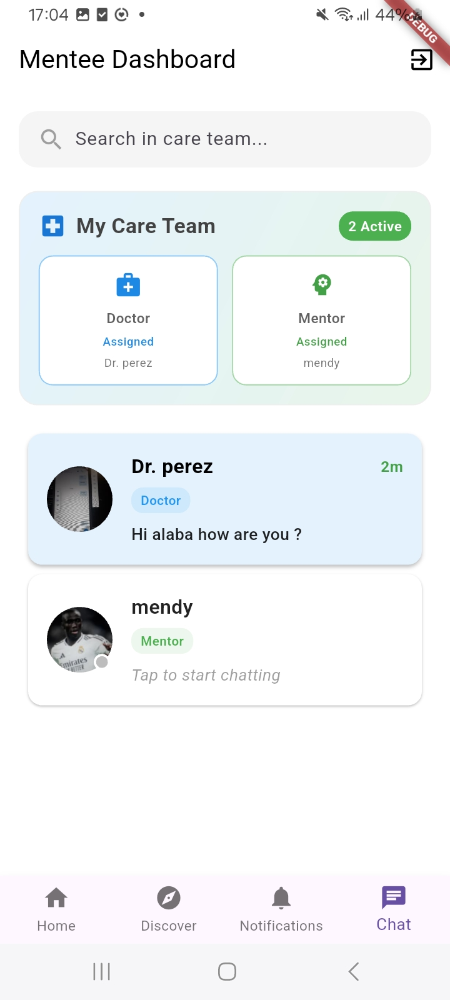 17:04
44%
DEBUG
Mentee Dashboard
Search in care team...
My Care Team
2 Active
Doctor
Assigned
Dr. perez
Mentor
Assigned
mendy
Dr. perez
2m
Doctor
Hi alaba how are you ?
mendy
Mentor
Emirates
BETTER
Tap to start chatting
Home
Discover
Notifications
Chat